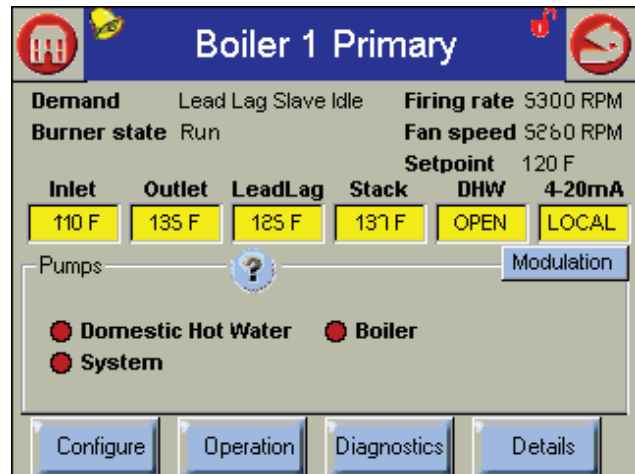 Boiler 1 Primary
Demand Lead Lag Slave Idle Firing rate 5300 RPM
Burner state Run Fan speed 5260 RPM
Setpoint 120 F
Inlet Outlet LeadLag Stack DHW 4-20mA
110 F 135 F 125 F 137 F OPEN LOCAL
Pumps ? Modulation
Domestic Hot Water Boiler
System
Configure Operation Diagnostics Details